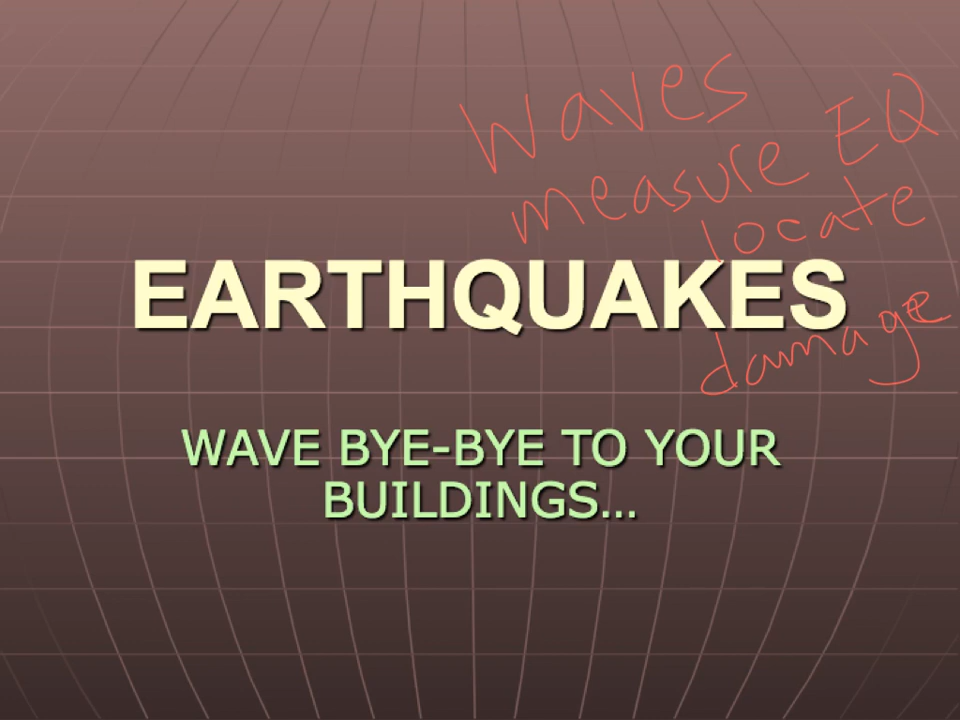 Waves
measure EQ
locate
EARTHQUAKES
damage
WAVE BYE-BYE TO YOUR
BUILDINGS...